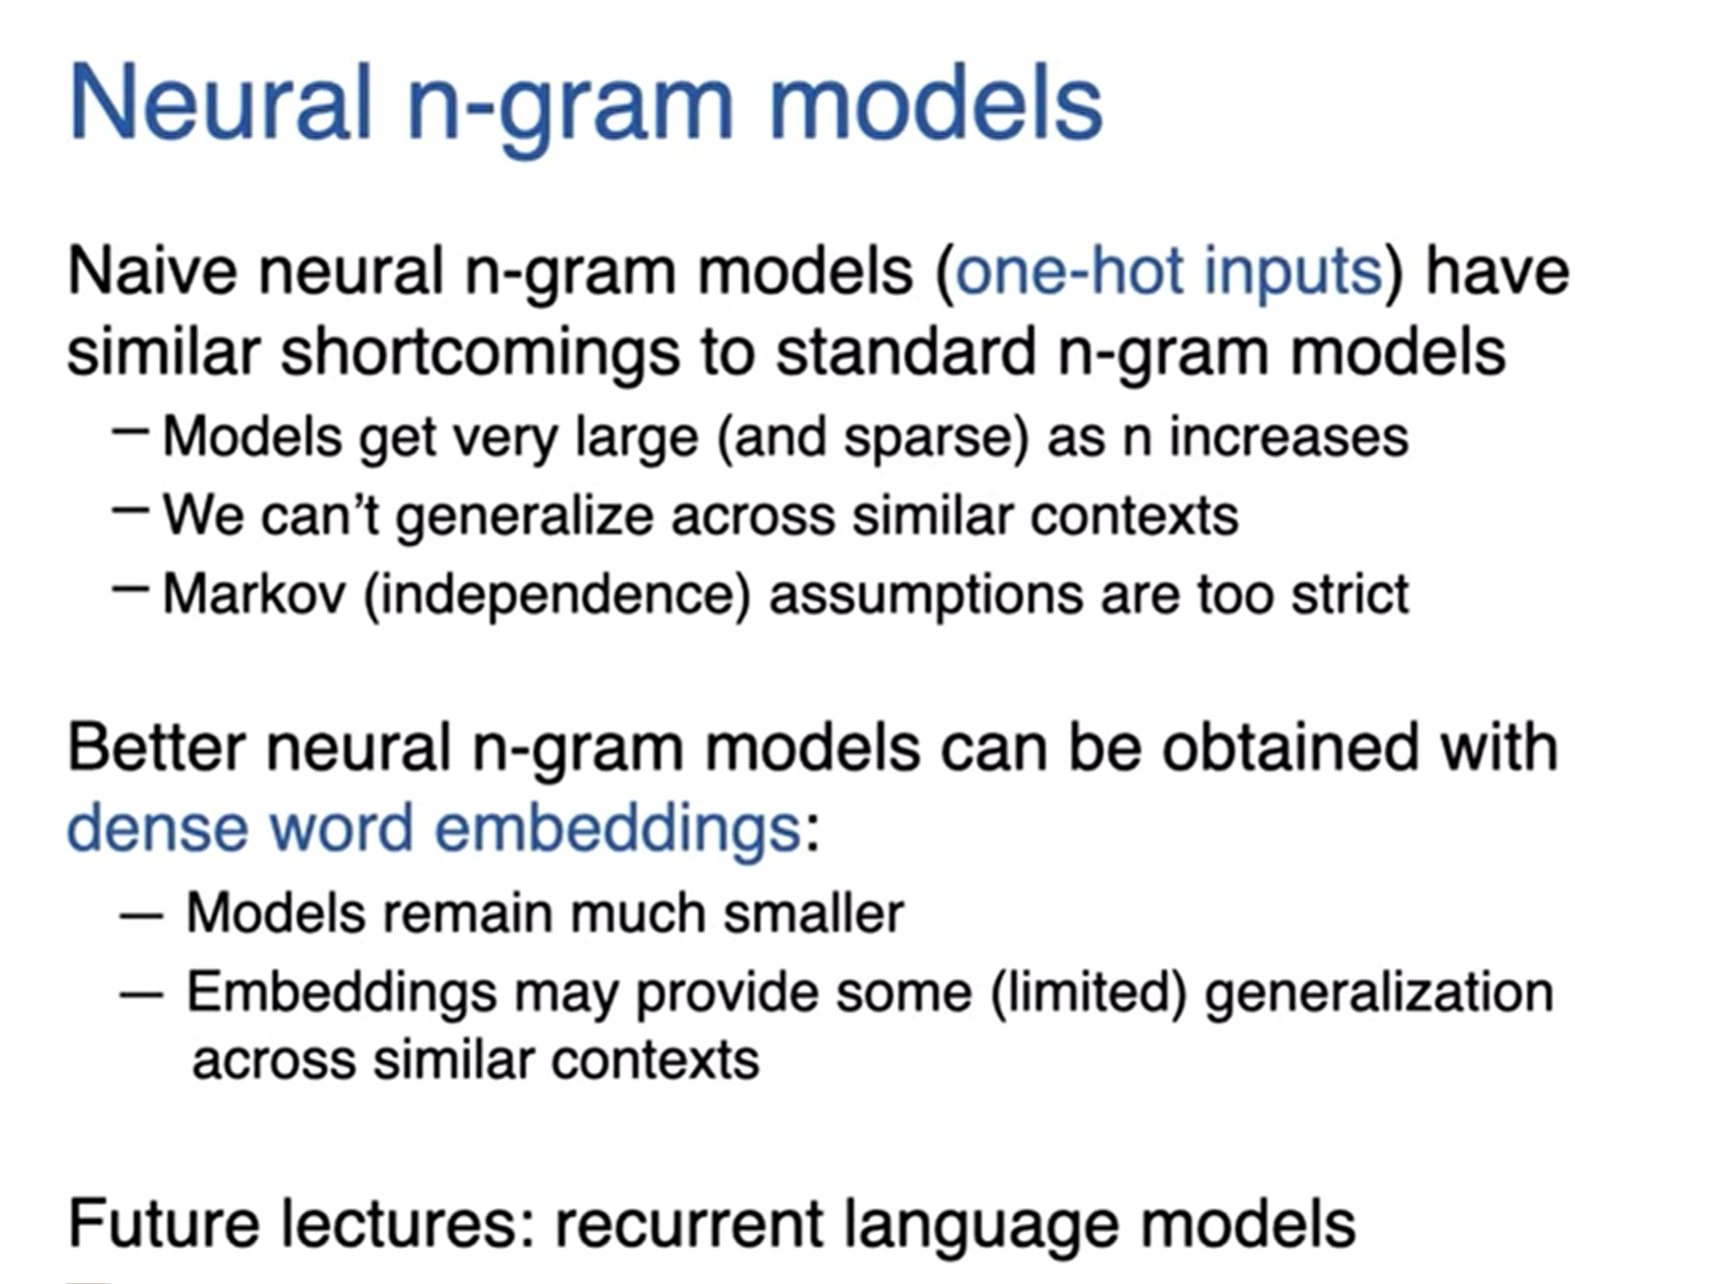 Neural n-gram models
Naive neural n-gram models (one-hot inputs) have
similar shortcomings to standard n-gram models
— Models get very large (and sparse) as n increases
— We can’t generalize across similar contexts
— Markov (independence) assumptions are too strict
Better neural n-gram models can be obtained with
dense word embeddings:
— Models remain much smaller
— Embeddings may provide some (limited) generalization
across similar contexts
Future lectures: recurrent language models